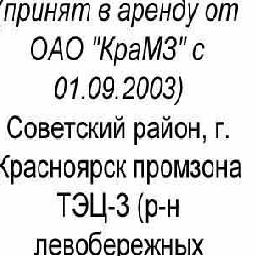 (принят в аренду от
ОАО "КраМЗ" с
01.09.2003)
Советский район, г.
Красноярск промзона
ТЭЦ-3 (р-н
левобережных